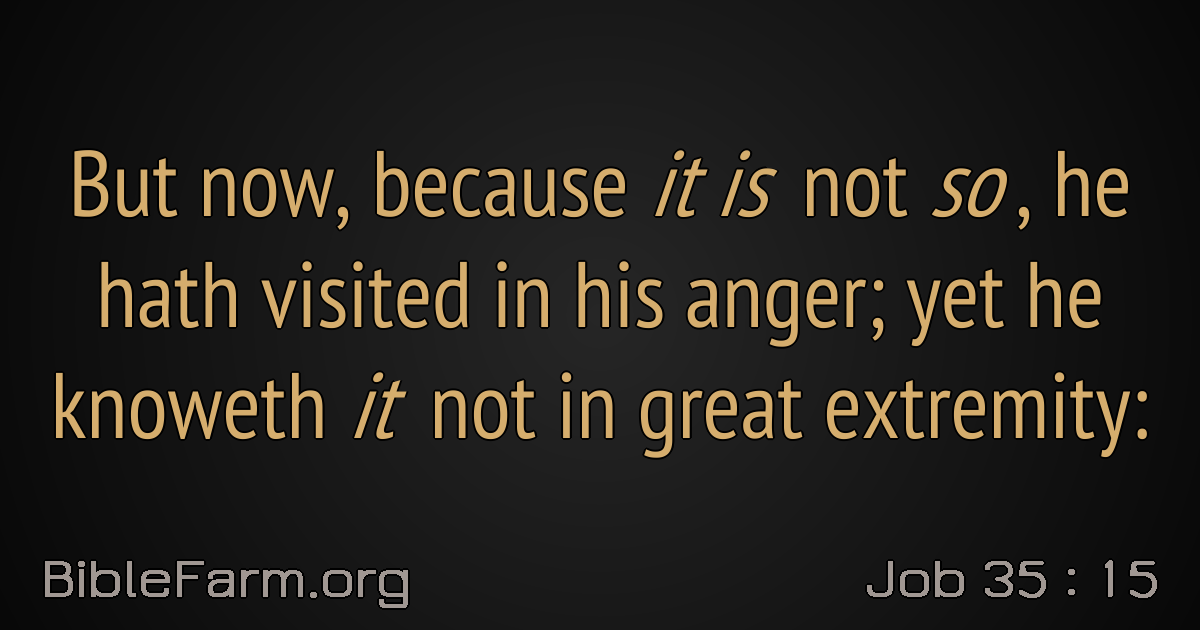 But now, because it is not so, he
hath visited in his anger; yet he
knoweth it not in great extremity:
BibleFarm.org
Job 35 : 15